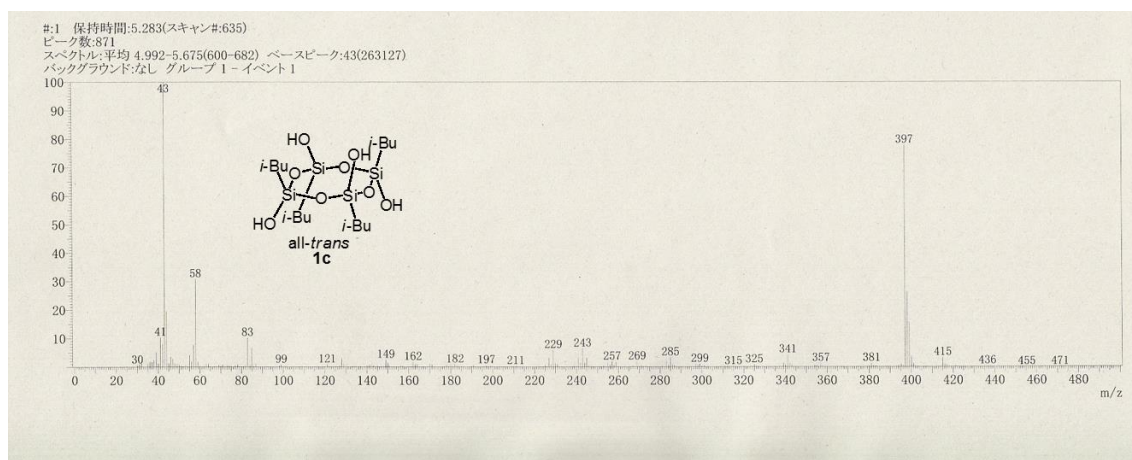 #:1 保持時間:5.283(スキャン#:635)
ピーク数:871
スペクトル:平均 4.992-5.675(600-682) ベースピーク:43(263127)
バックグラウンド:なし グループ 1 - イベント 1
100
90
80
70
60
50
40
30
20
10
43
397
58
41
83
30
99
121
149
162
182
197
211
229
243
257
269
285
299
315
325
341
357
381
415
436
455
471
HO
i-Bu
OH
i-Bu
O
Si
O
Si
Si
O
Si
O
HO
i-Bu
i-Bu
OH
all-trans
1c
0 20 40 60 80 100 120 140 160 180 200 220 240 260 280 300 320 340 360 380 400 420 440 460 480
m/z